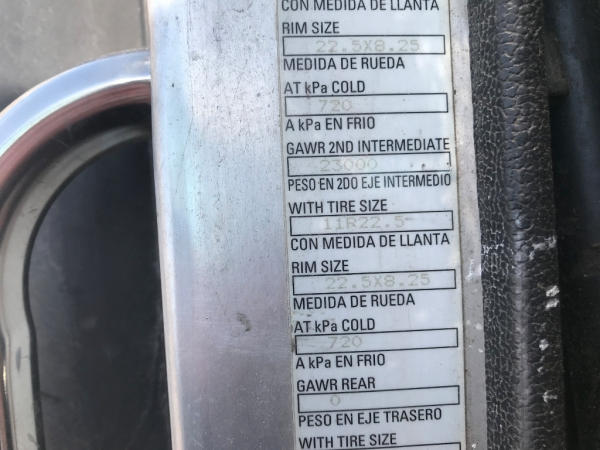 CON MEDIDA DE LLANTA
RIM SIZE
22.5X8.25
MEDIDA DE RUEDA
AT kPa COLD
720
A kPa EN FRIO
GAWR 2ND INTERMEDIATE
23000
PESO EN 2DO EJE INTERMEDIO
WITH TIRE SIZE
11R22.5
CON MEDIDA DE LLANTA
RIM SIZE
22.5X8.25
MEDIDA DE RUEDA
AT kPa COLD
720
A kPa EN FRIO
GAWR REAR
0
PESO EN EJE TRASERO
WITH TIRE SIZE